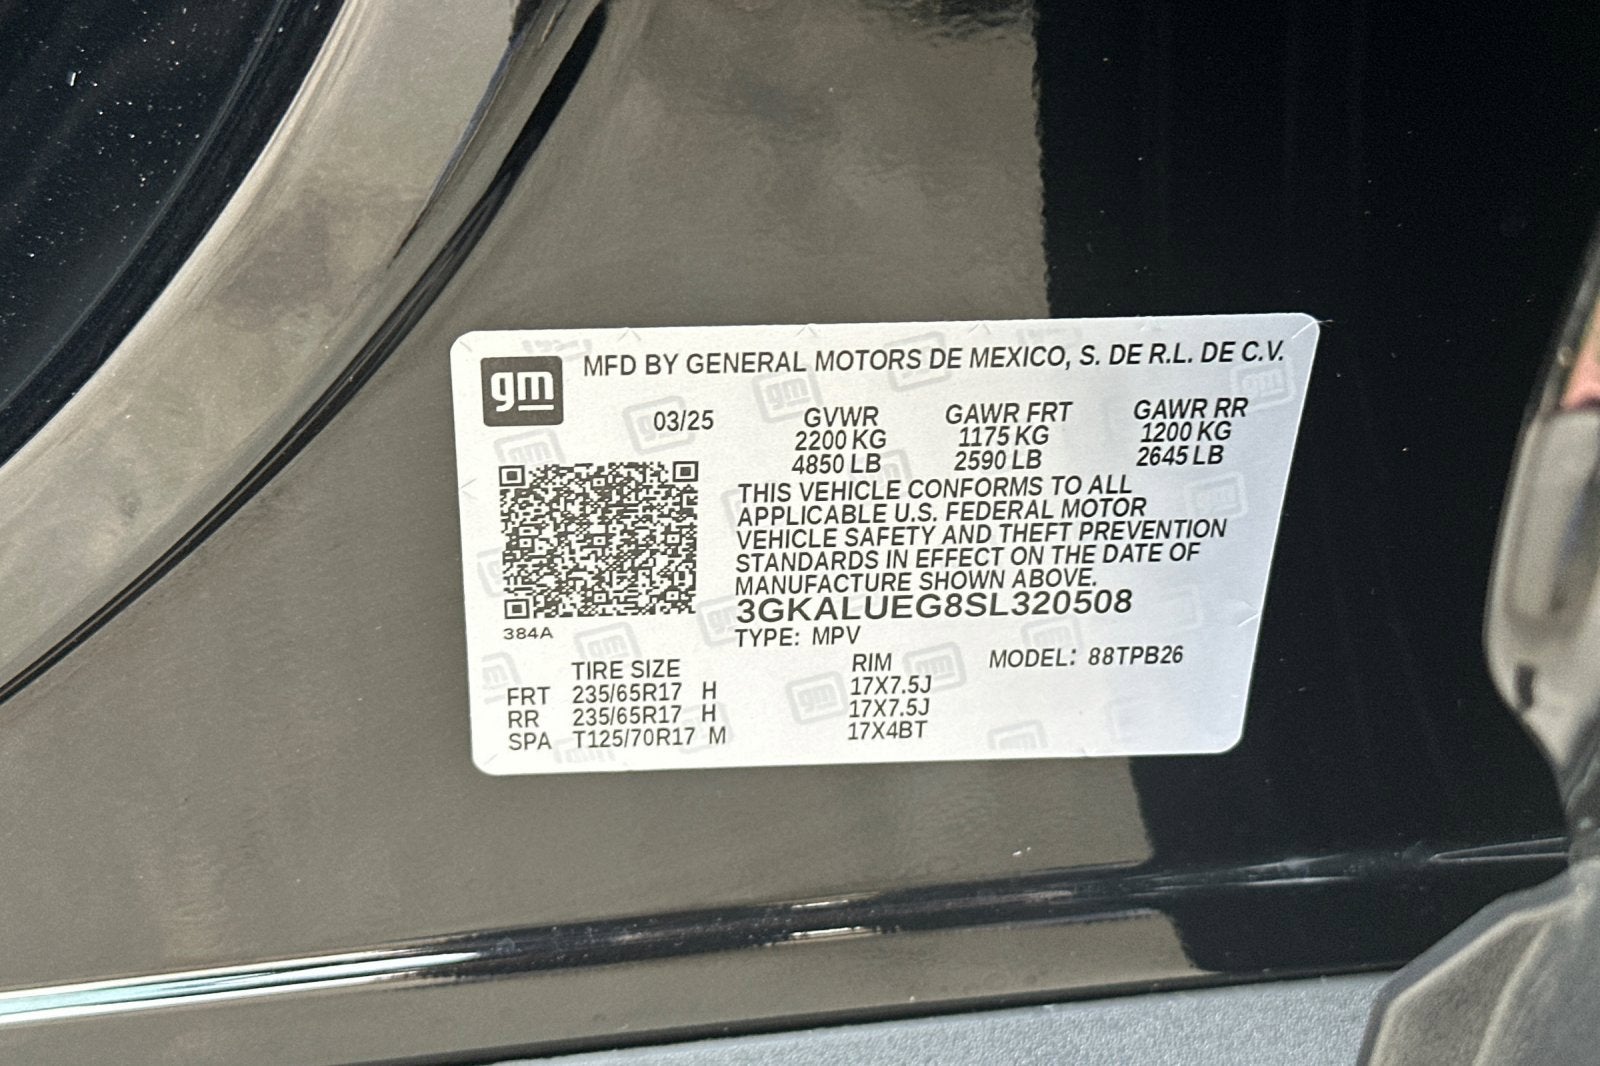 gm MFD BY GENERAL MOTORS DE MEXICO, S. DE R.L. DE C.V.
03/25 GVWR GAWR FRT GAWR RR
2200 KG 1175 KG 1200 KG
4850 LB 2590 LB 2645 LB
THIS VEHICLE CONFORMS TO ALL
APPLICABLE U.S. FEDERAL MOTOR
VEHICLE SAFETY AND THEFT PREVENTION
STANDARDS IN EFFECT ON THE DATE OF
MANUFACTURE SHOWN ABOVE.
3GKALUEG8SL320508
384A TYPE: MPV
TIRE SIZE RIM MODEL: 88TPB26
FRT 235/65R17 H 17X7.5J
RR 235/65R17 H 17X7.5J
SPA T125/70R17 M 17X4BT